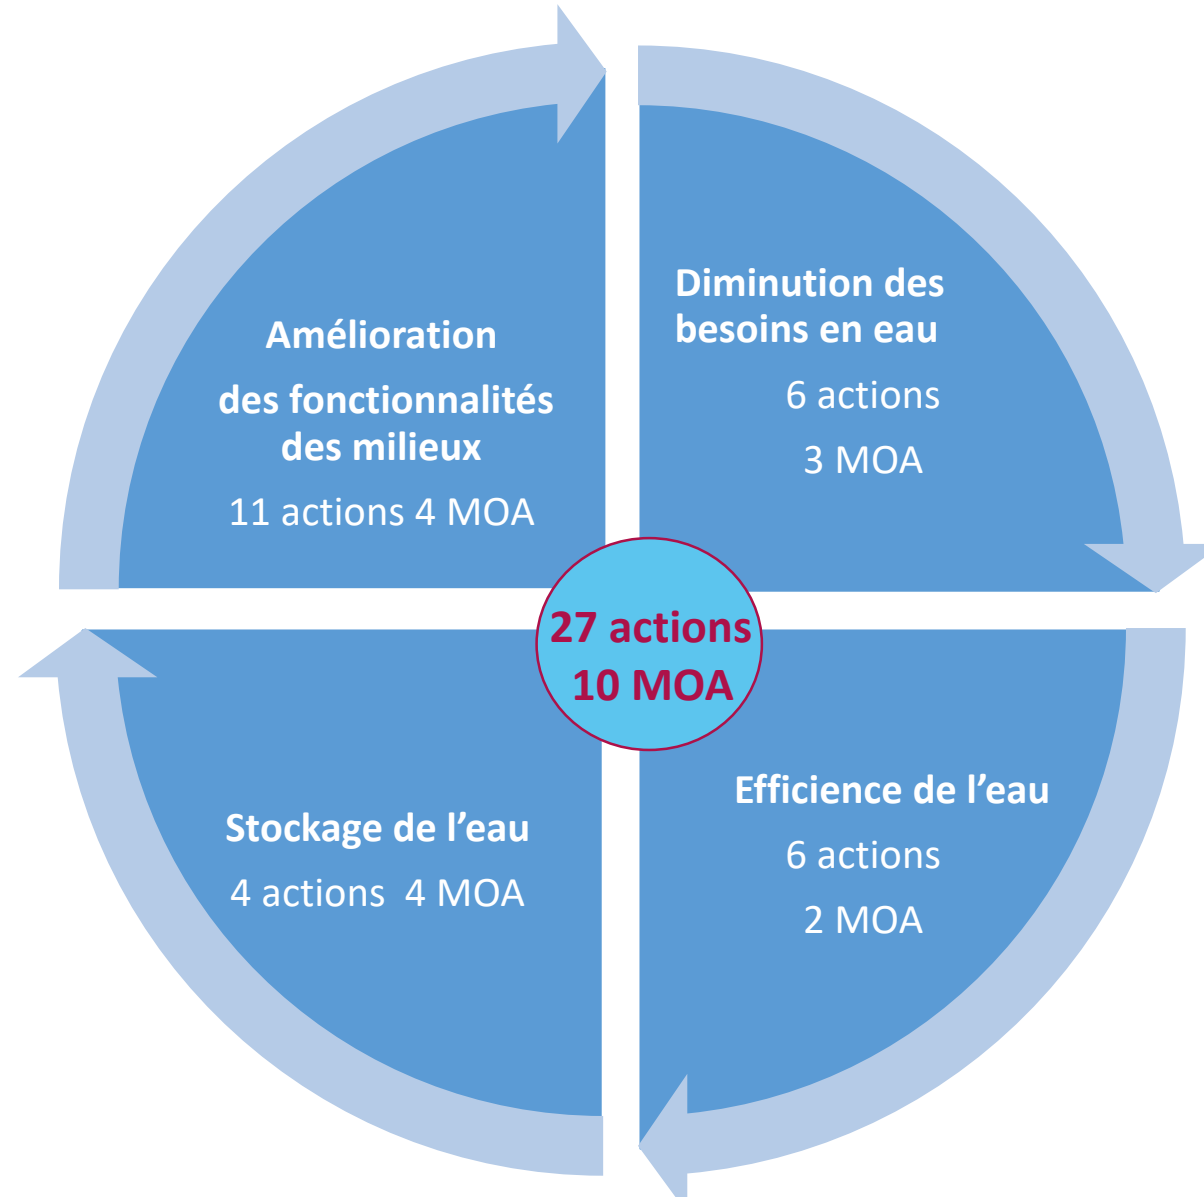 Amélioration
des fonctionnalités
des milieux
11 actions 4 MOA
Diminution des
besoins en eau
6 actions
3 MOA
27 actions
10 MOA
Stockage de l’eau
4 actions  4 MOA
Efficience de l’eau
6 actions
2 MOA